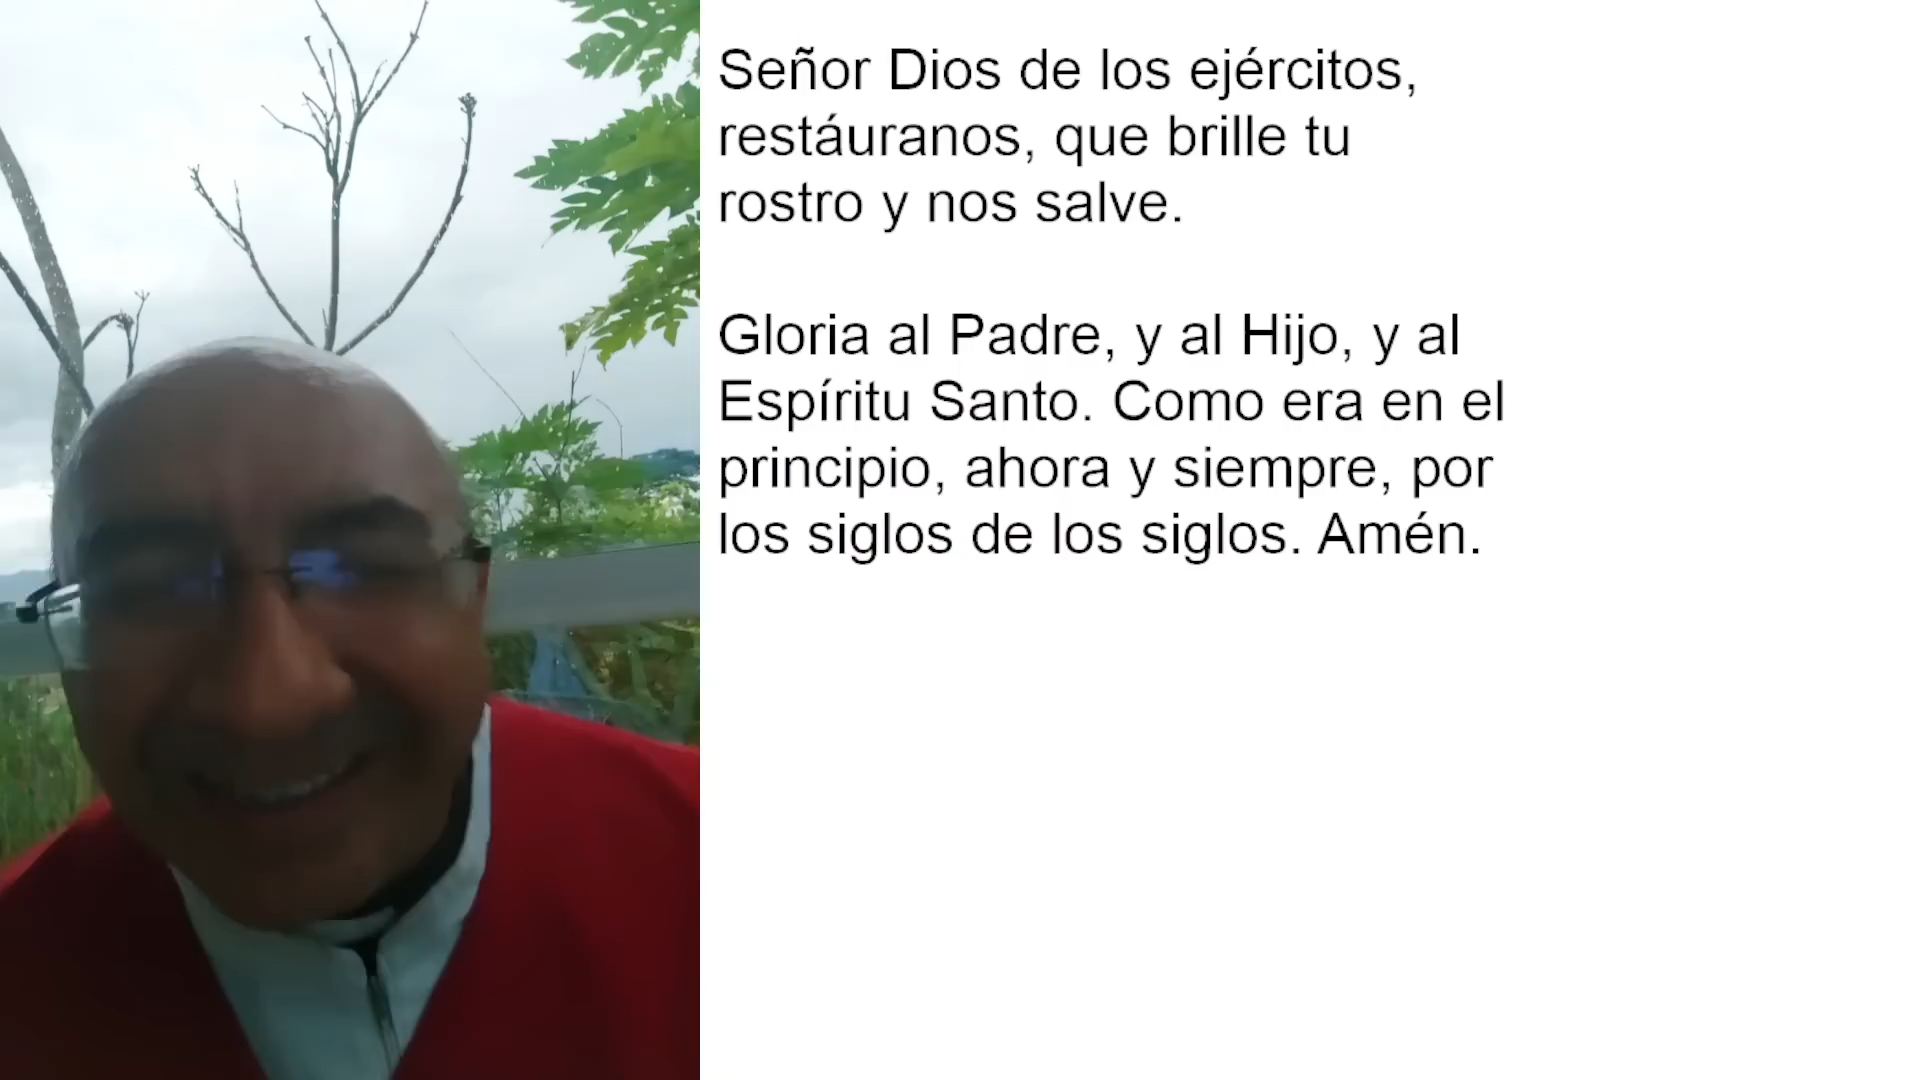 Señor Dios de los ejércitos,
restáuranos, que brille tu
rostro y nos salve.
Gloria al Padre, y al Hijo, y al
Espíritu Santo. Como era en el
principio, ahora y siempre, por
los siglos de los siglos. Amén.